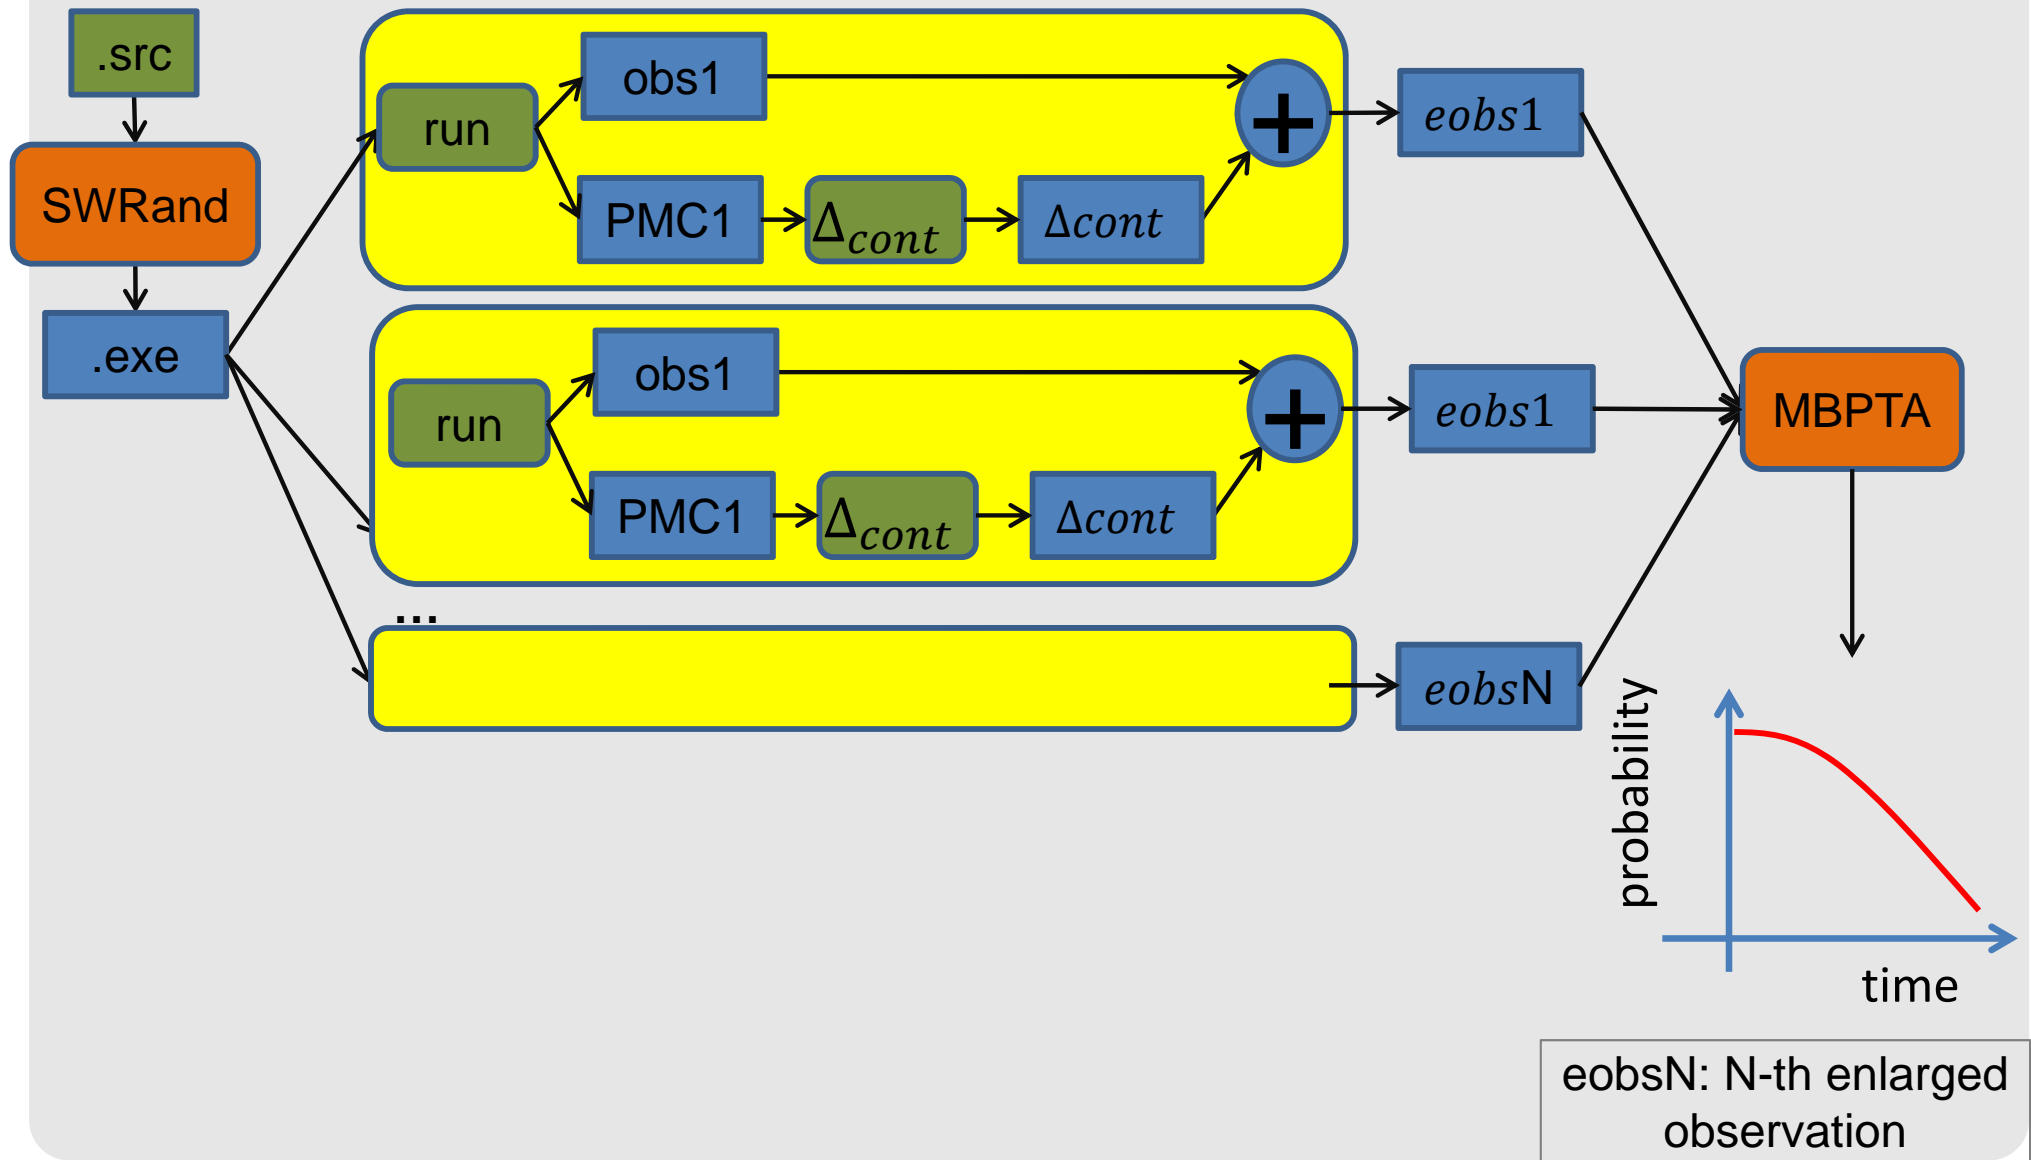 .src
SWRand
.exe
run
obs1
PMC1
Δcont
Δcont
+
eobs1
run
obs1
PMC1
Δcont
Δcont
+
eobs1
...
eobsN
MBPTA
probability
time
eobsN: N-th enlarged
observation